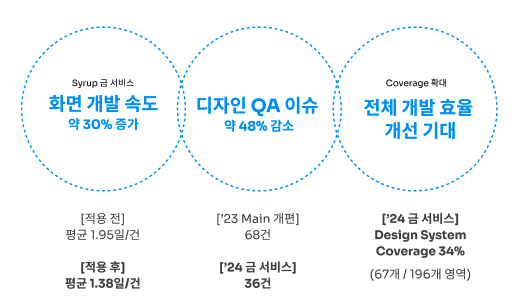 Syrup 금 서비스
화면 개발 속도
약 30% 증가
디자인 QA 이슈
약 48% 감소
Coverage 확대
전체 개발 효율
개선 기대
[적용 전]
평균 1.95일/건
[적용 후]
평균 1.38일/건
['23 Main 개편]
68건
['24 금 서비스]
36건
['24 금 서비스]
Design System
Coverage 34%
(67개 / 196개 영역)